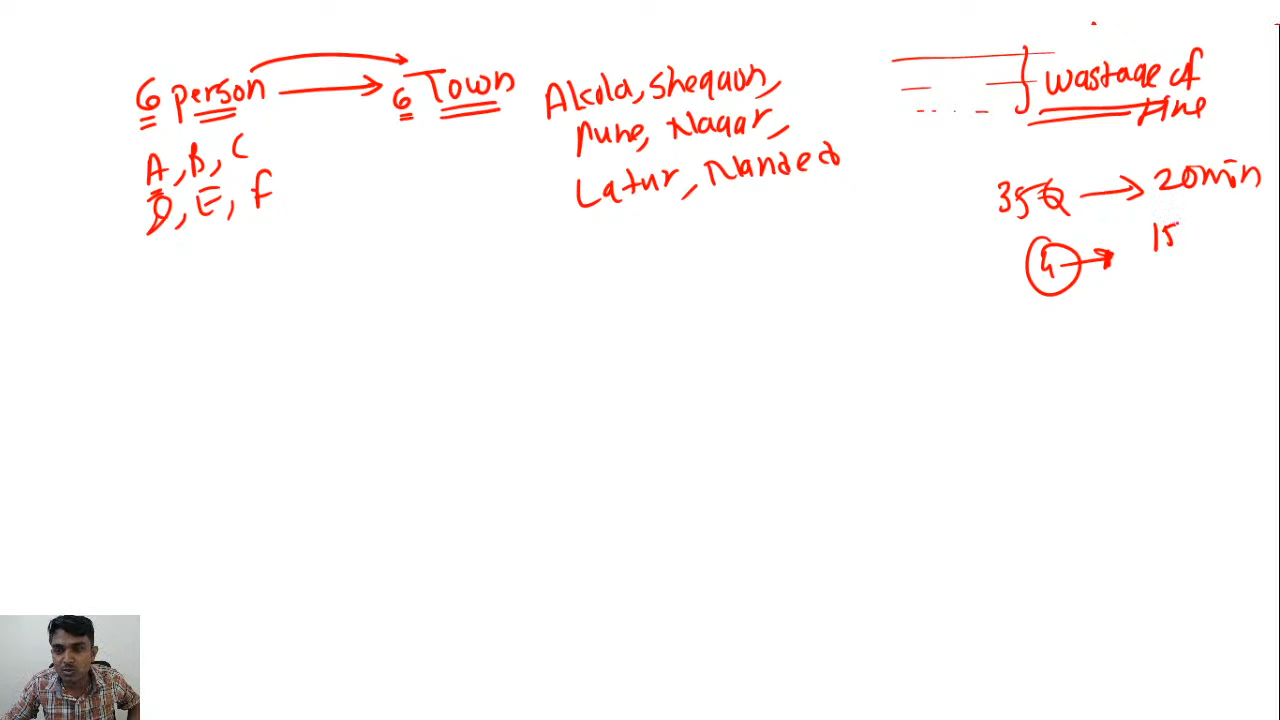 6 person → 6 Town
A, B, C
D, E, F
Akola, Shegaon,
Pune, Nagar,
Latur, Nanded
wastage of
time
35Q → 20min
4 → 15